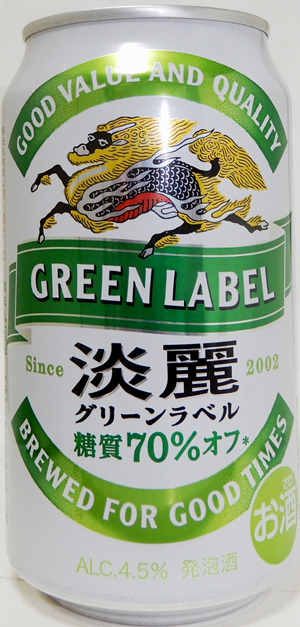 GOOD VALUE AND QUALITY
GREEN LABEL
Since 淡麗 2002
グリーンラベル
糖質70%オフ*
BREWED FOR GOOD TIMES
お酒
ALC.4.5% 発泡酒